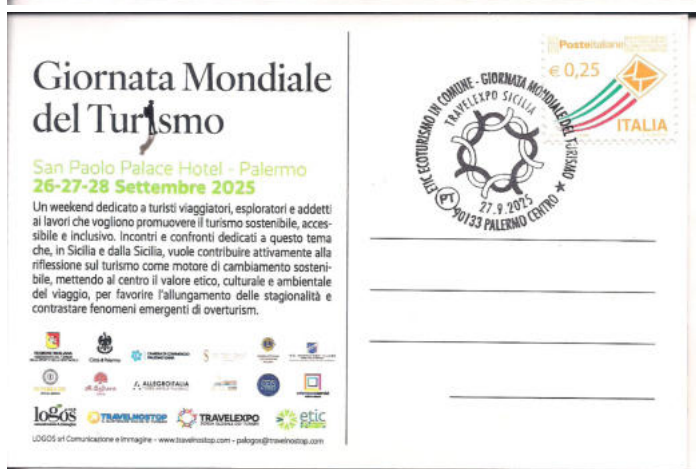 Giornata Mondiale
del Turismo
San Paolo Palace Hotel - Palermo
26-27-28 Settembre 2025
Un weekend dedicato a turisti viaggiatori, esploratori e addetti
ai lavori che vogliono promuovere il turismo sostenibile, acces-
sibile e inclusivo. Incontri e confronti dedicati a questo tema
che, in Sicilia e dalla Sicilia, vuole contribuire attivamente alla
riflessione sul turismo come motore di cambiamento sosteni-
bile, mettendo al centro il valore etico, culturale e ambientale
del viaggio, per favorire l'allungamento delle stagionalità e
contrastare fenomeni emergenti di overturism.
Città di Palermo
ALLEGROITALIA
logos
TRAVELNOSTOP
TRAVELEXPO
etic
LOGOS srl Comunicazione e Immagine - www.travelnostop.com - palogos@travelnostop.com
Posteitaliane
€ 0,25
ITALIA
ETIC ECOTURISMO IN COMUNE - GIORNATA MONDIALE DEL TURISMO
TRAVELEXPO SICILIA
27.9.2025
PT
90133 PALERMO CENTRO